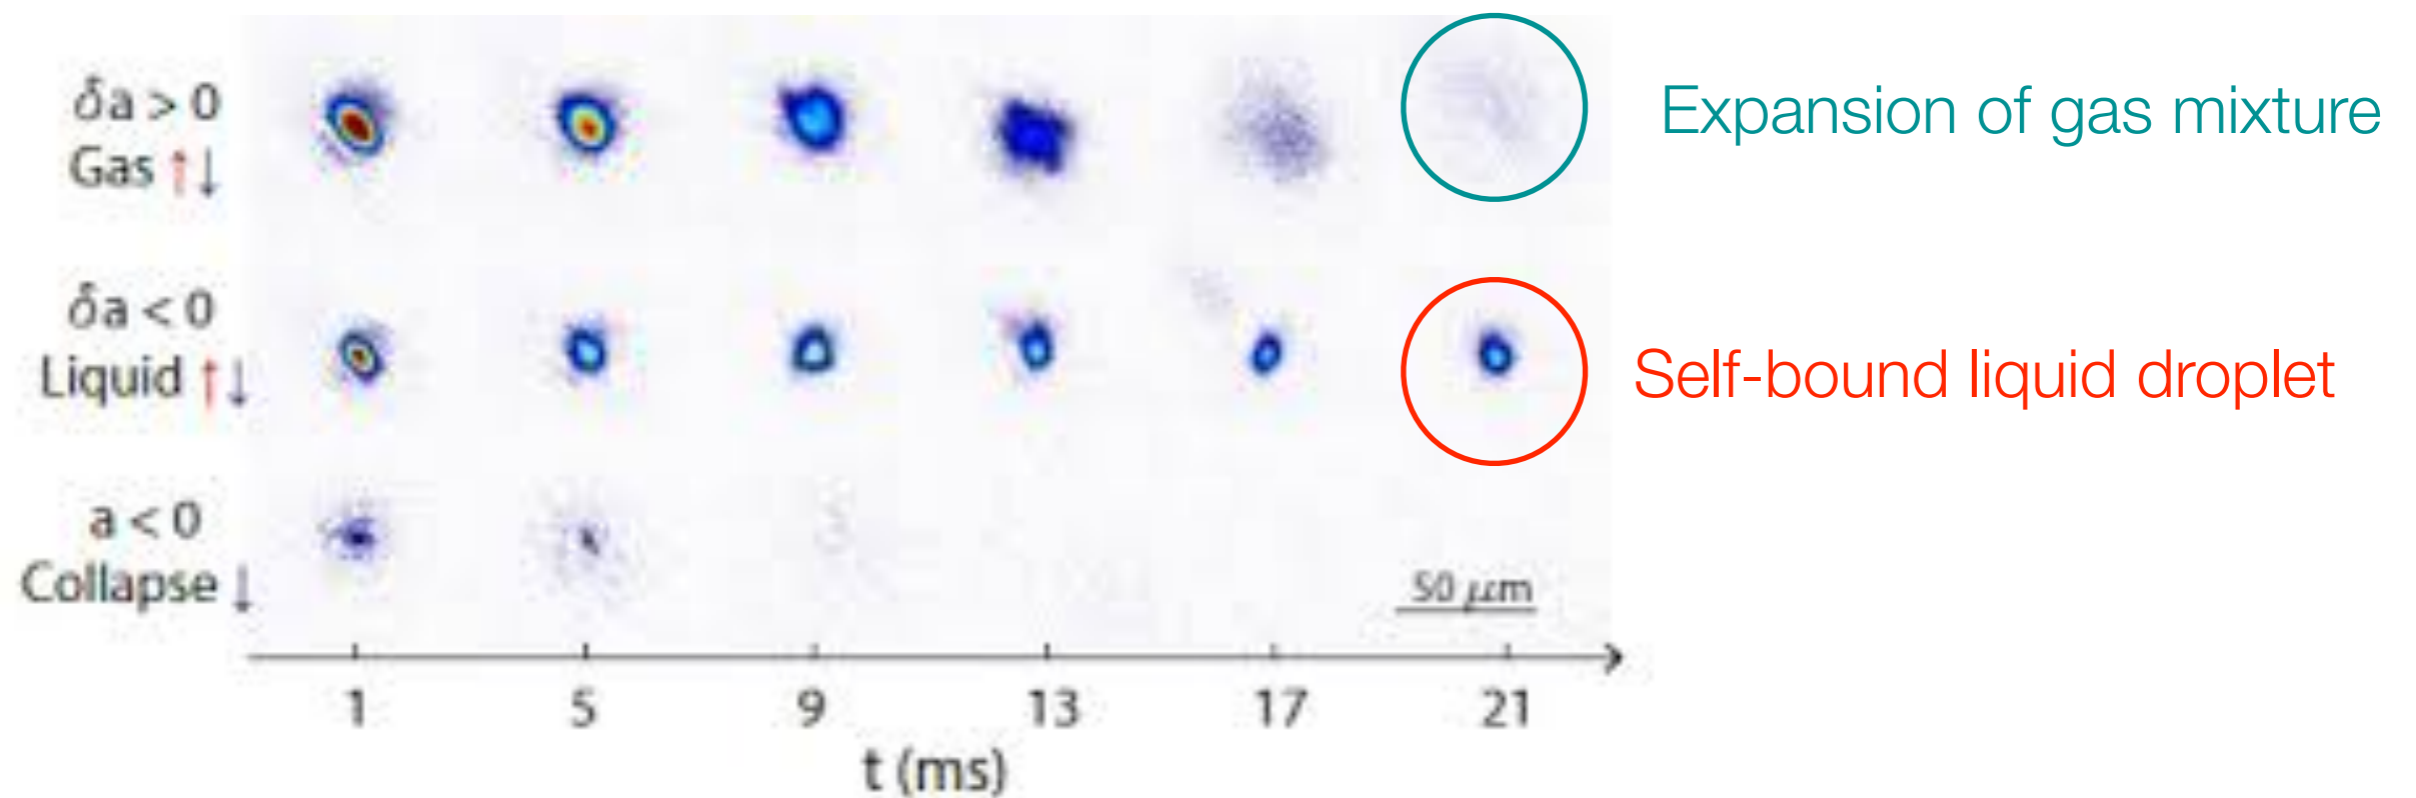 δa > 0
Gas ↑↓
Expansion of gas mixture
δa < 0
Liquid ↑↓
Self-bound liquid droplet
a < 0
Collapse ↓
50 μm
1 5 9 13 17 21
t (ms)